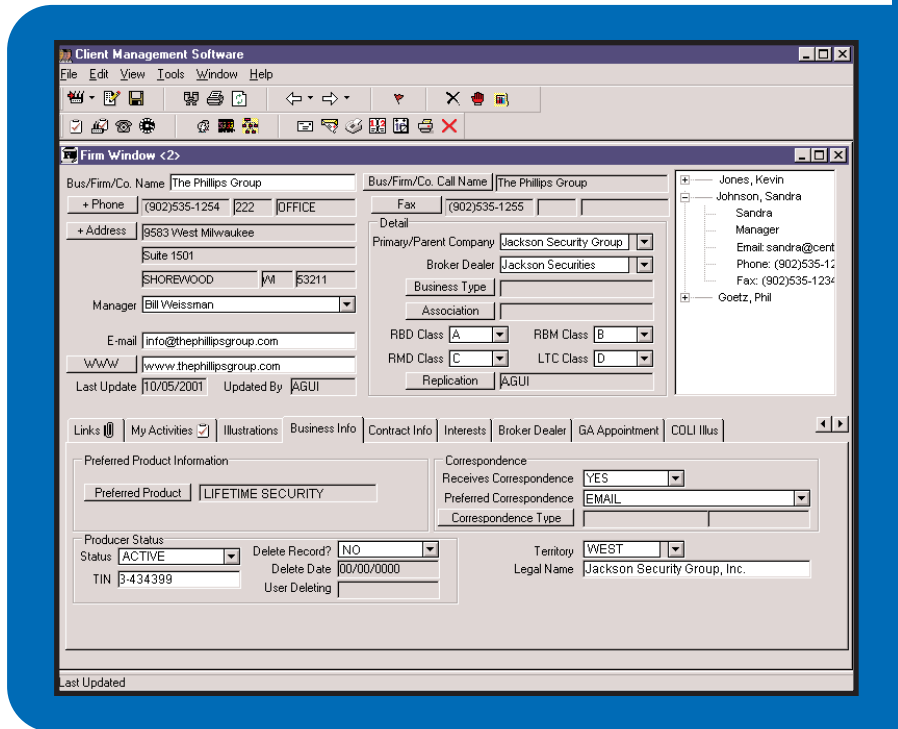 Client Management Software
File Edit View Tools Window Help
Firm Window <2>
Bus/Firm/Co. Name The Phillips Group
+ Phone (902)535-1254 222 OFFICE
+ Address 9583 West Milwaukee
Suite 1501
SHOREWOOD WI 53211
Manager Bill Weissman
E-mail info@thephillipsgroup.com
WWW www.thephillipsgroup.com
Last Update 10/05/2001 Updated By AGUI
Bus/Firm/Co. Call Name The Phillips Group
Fax (902)535-1255
Detail
Primary/Parent Company Jackson Security Group
Broker Dealer Jackson Securities
Business Type
Association
RBD Class A RBM Class B
RMD Class C LTC Class D
Replication AGUI
Jones, Kevin
Johnson, Sandra
Sandra
Manager
Email: sandra@cent
Phone: (902)535-12
Fax: (902)535-1234
Goetz, Phil
Links My Activities Illustrations Business Info Contract Info Interests Broker Dealer GA Appointment COLI Illus
Preferred Product Information
Preferred Product LIFETIME SECURITY
Correspondence
Receives Correspondence YES
Preferred Correspondence EMAIL
Correspondence Type
Producer Status
Status ACTIVE
TIN 3-434399
Delete Record? NO
Delete Date 00/00/0000
User Deleting
Territory WEST
Legal Name Jackson Security Group, Inc.
Last Updated